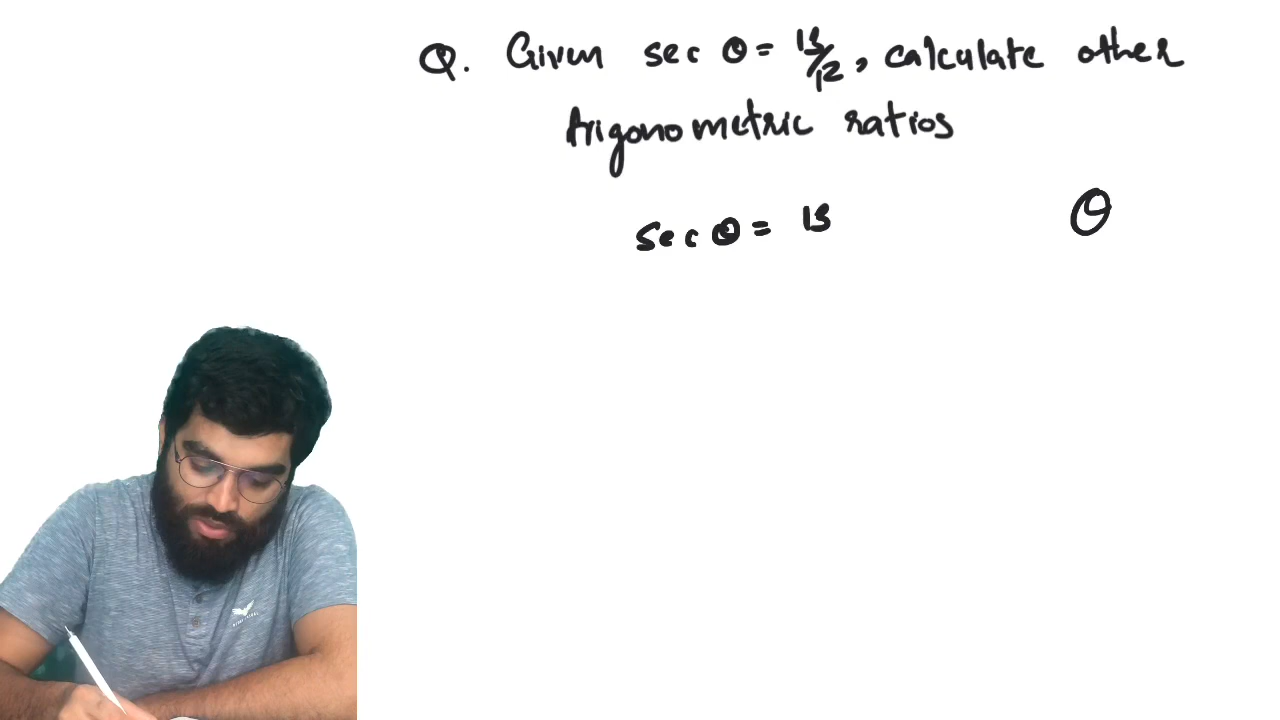 Q. Given sec θ = 13/12, calculate other
trigonometric ratios
sec θ = 13
θ